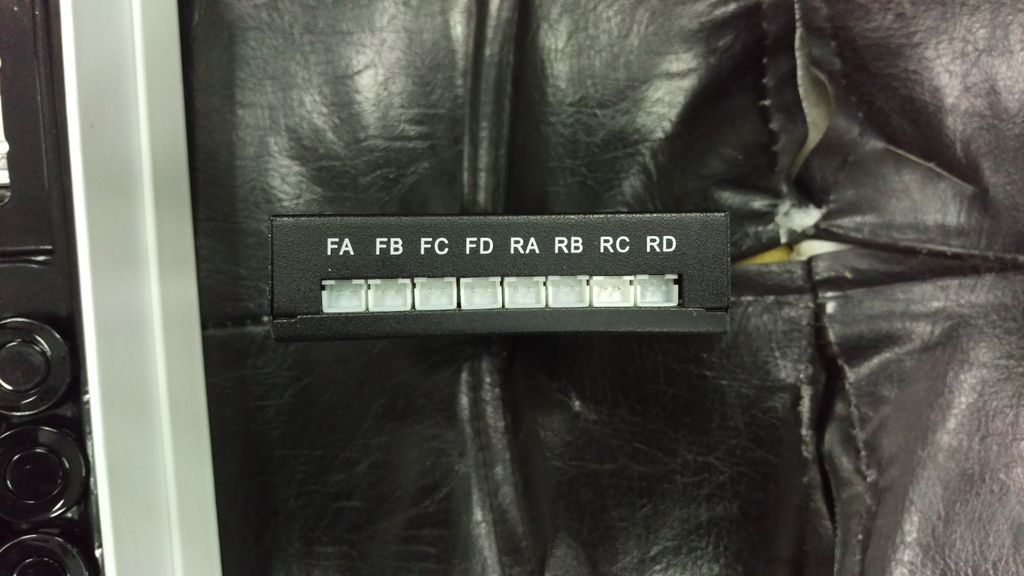 FA FB FC FD RA RB RC RD